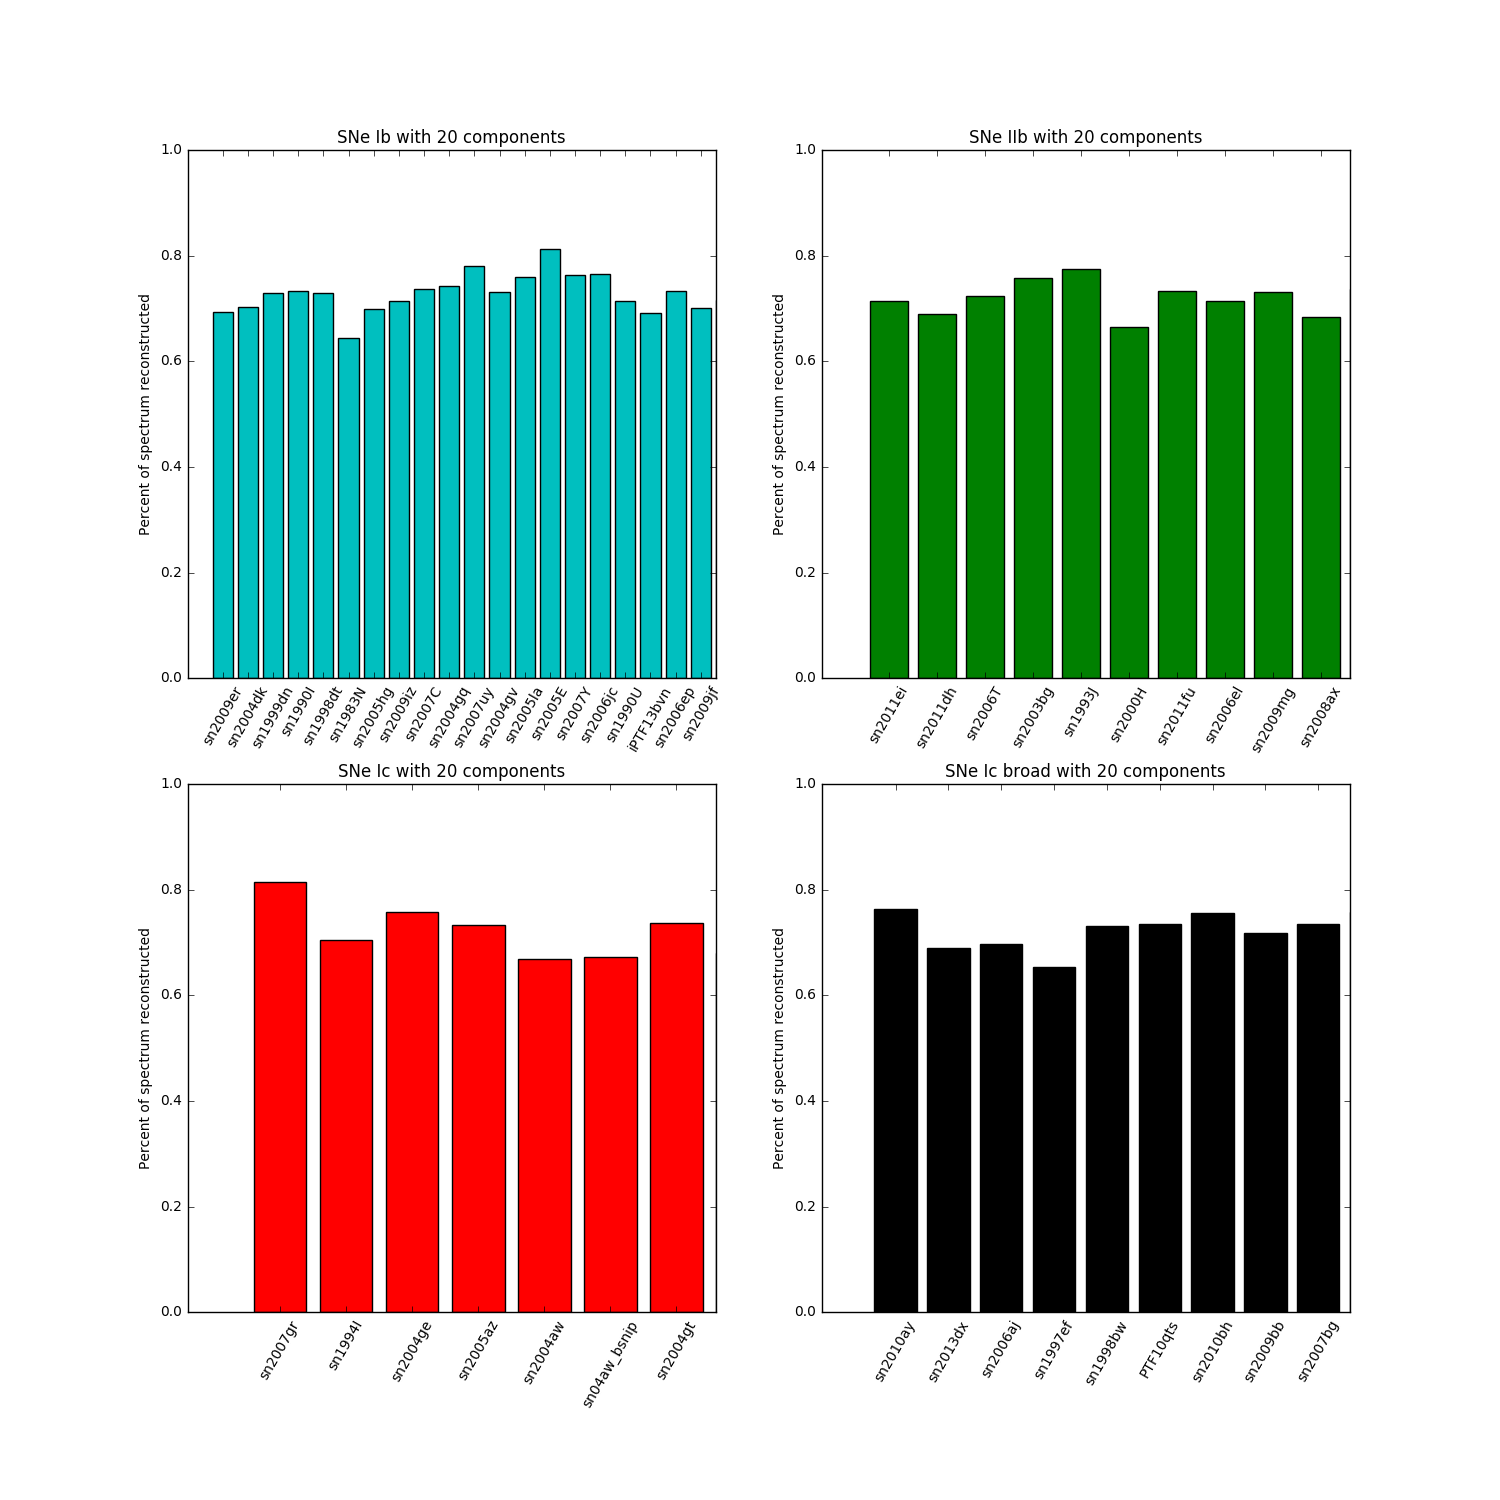 SNe Ib with 20 components
1.0
0.8
0.6
0.4
0.2
0.0
Percent of spectrum reconstructed
sn2009er
sn2004dk
sn1999dn
sn1990I
sn1998dt
sn1983N
sn2005hg
sn2009iz
sn2007C
sn2004gq
sn2007uy
sn2004gv
sn2005la
sn2005E
sn2007Y
sn2006jc
sn1990U
iPTF13bvn
sn2006ep
sn2009jf
SNe IIb with 20 components
1.0
0.8
0.6
0.4
0.2
0.0
Percent of spectrum reconstructed
sn2011ei
sn2011dh
sn2006T
sn2003bg
sn1993J
sn2000H
sn2011fu
sn2006el
sn2009mg
sn2008ax
SNe Ic with 20 components
1.0
0.8
0.6
0.4
0.2
0.0
Percent of spectrum reconstructed
sn2007gr
sn1994I
sn2004ge
sn2005az
sn2004aw
sn04aw_bsnip
sn2004gt
SNe Ic broad with 20 components
1.0
0.8
0.6
0.4
0.2
0.0
Percent of spectrum reconstructed
sn2010ay
sn2013dx
sn2006aj
sn1997ef
sn1998bw
PTF10qts
sn2010bh
sn2009bb
sn2007bg